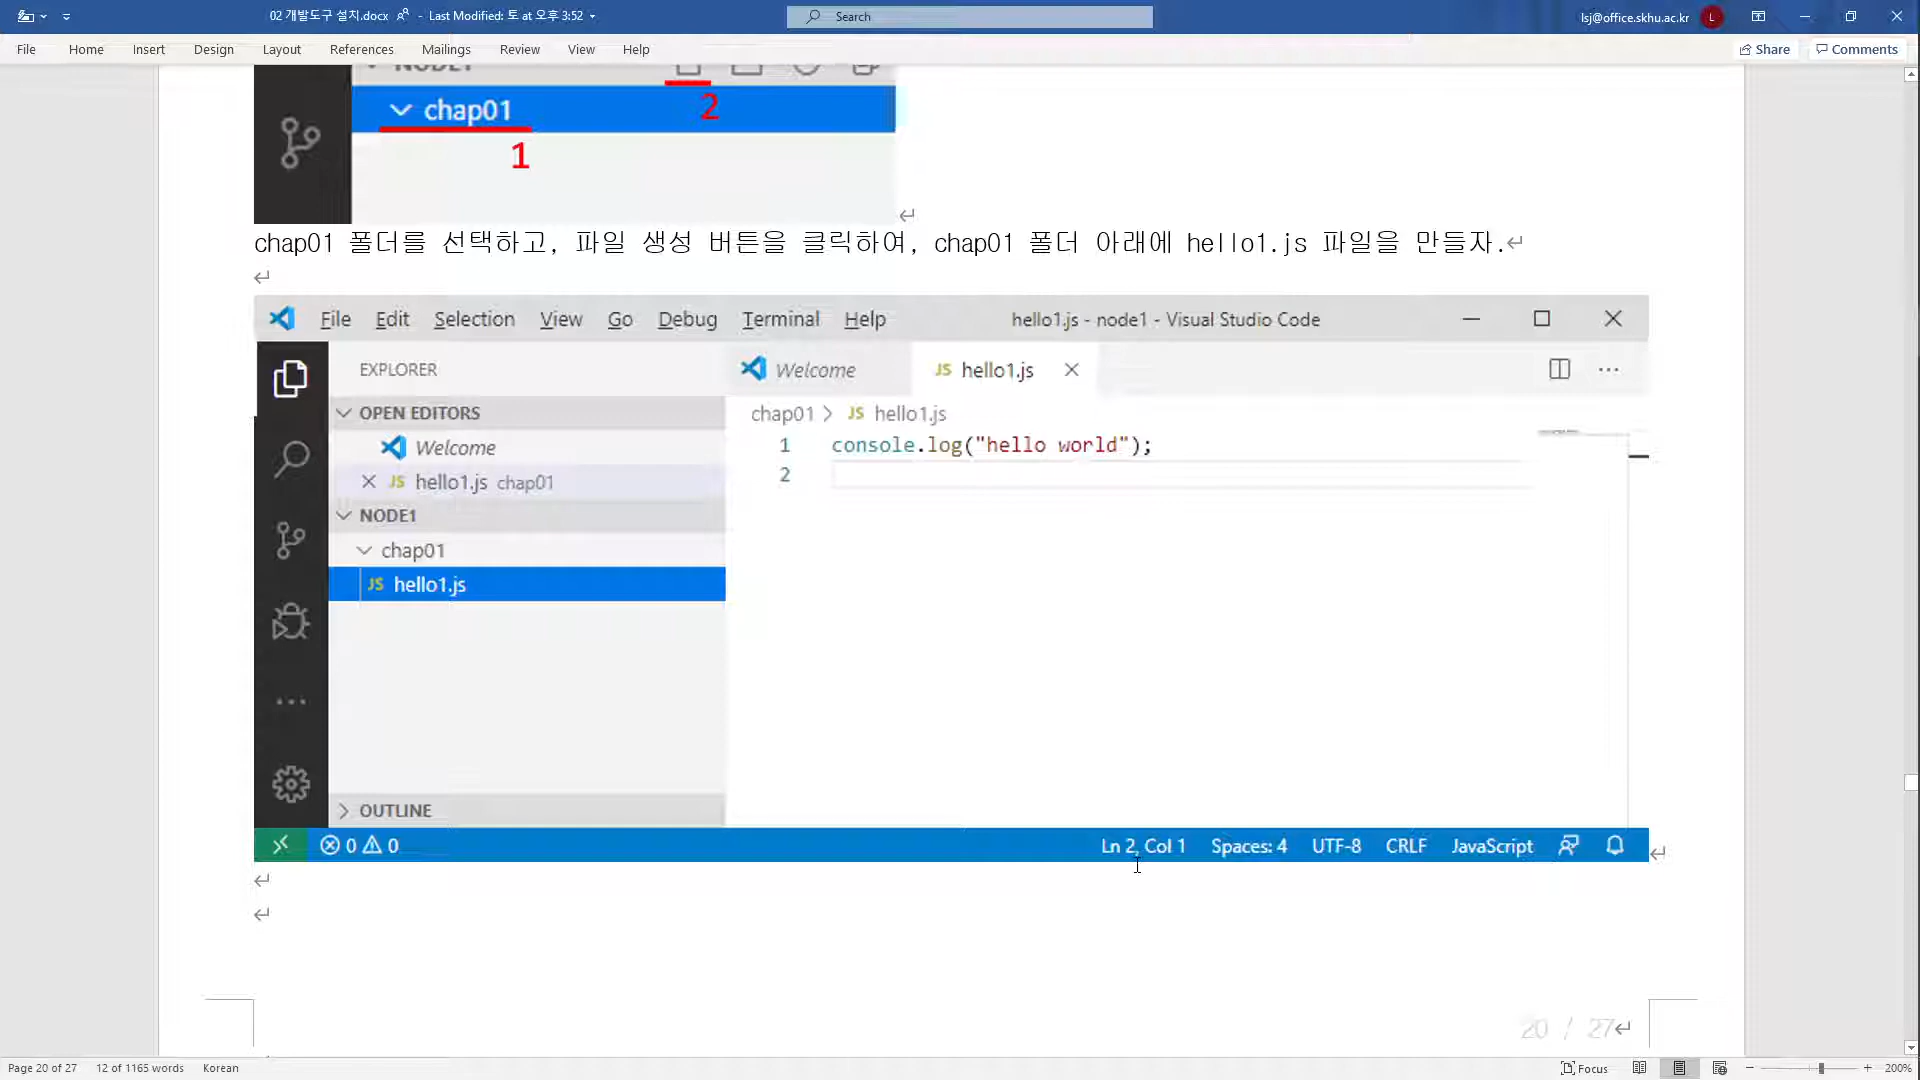 02 개발도구 설치.docx - Last Modified: 토 at 오후 3:52
Search
lsj@office.skhu.ac.kr L
File Home Insert Design Layout References Mailings Review View Help
Share Comments
NODE1
chap01
2
1
chap01 폴더를 선택하고, 파일 생성 버튼을 클릭하여, chap01 폴더 아래에 hello1.js 파일을 만들자.
File Edit Selection View Go Debug Terminal Help hello1.js - node1 - Visual Studio Code
EXPLORER
Welcome
JS hello1.js
OPEN EDITORS
Welcome
JS hello1.js chap01
NODE1
chap01
JS hello1.js
OUTLINE
chap01 > JS hello1.js
1 console.log("hello world");
2
0 0
Ln 2, Col 1 Spaces: 4 UTF-8 CRLF JavaScript
20 / 27
Page 20 of 27 12 of 1165 words Korean
Focus
200%